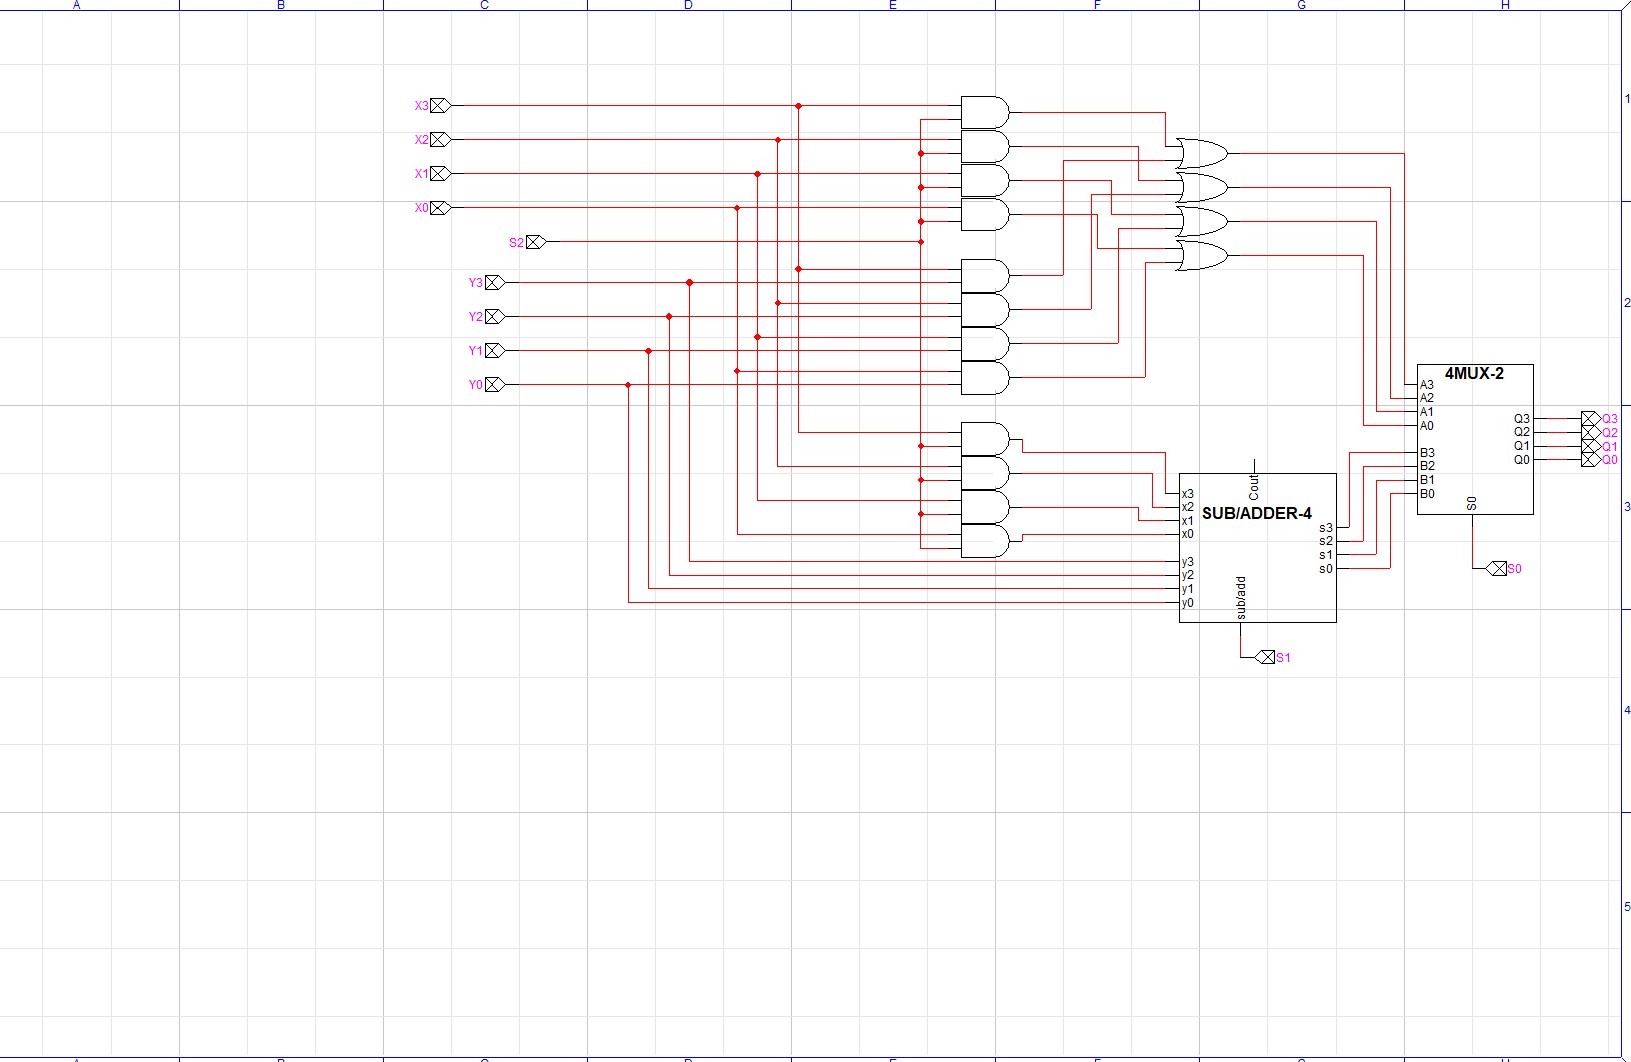 A B C D E F G H
1
X3
X2
X1
X0
S2
Y3
2
Y2
Y1
Y0
4MUX-2
A3
A2
A1
A0
B3
B2
B1
B0
Q3 Q3
Q2 Q2
Q1 Q1
Q0 Q0
S0
S0
3
Cout
SUB/ADDER-4
x3
x2
x1
x0
y3
y2
y1
y0
s3
s2
s1
s0
sub/add
S1
4
5